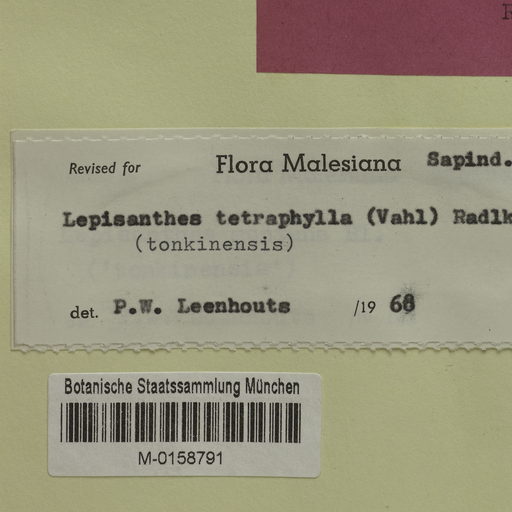 Revised for Flora Malesiana Sapind.
Lepisanthes tetraphylla (Vahl) Radlk
(tonkinensis)
det. P.W. Leenhouts /19 68
Botanische Staatssammlung München
M-0158791